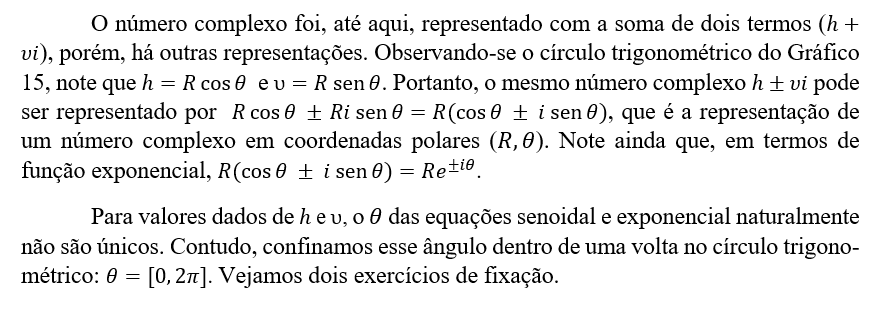 O número complexo foi, até aqui, representado com a soma de dois termos (ℎ +
𝜐𝑖), porém, há outras representações. Observando-se o círculo trigonométrico do Gráfico
15, note que ℎ = 𝑅 cos 𝜃 e υ = 𝑅 sen 𝜃. Portanto, o mesmo número complexo ℎ ± 𝜐𝑖 pode
ser representado por 𝑅 cos 𝜃 ± 𝑅𝑖 sen 𝜃 = 𝑅(cos 𝜃 ± 𝑖 sen 𝜃), que é a representação de
um número complexo em coordenadas polares (𝑅, 𝜃). Note ainda que, em termos de
função exponencial, 𝑅(cos 𝜃 ± 𝑖 sen 𝜃) = 𝑅𝑒^{±𝑖𝜃}.
Para valores dados de ℎ e υ, o 𝜃 das equações senoidal e exponencial naturalmente
não são únicos. Contudo, confinamos esse ângulo dentro de uma volta no círculo trigono-
métrico: 𝜃 = [0, 2𝜋]. Vejamos dois exercícios de fixação.